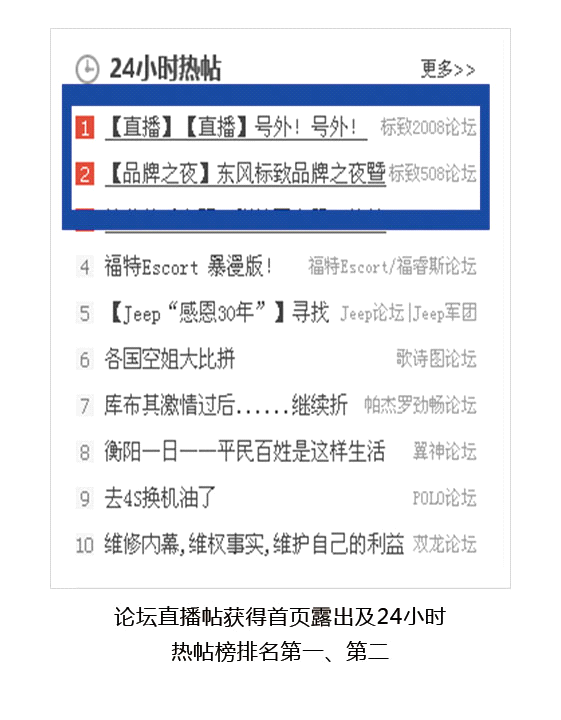 24小时热帖 更多>>
1 【直播】【直播】号外！号外！ 标致2008论坛
2 【品牌之夜】东风标致品牌之夜暨 标致508论坛
4 福特Escort 暴漫版！ 福特Escort/福睿斯论坛
5 【Jeep“感恩30年”】寻找 Jeep论坛|Jeep军团
6 各国空姐大比拼 歌诗图论坛
7 库布其激情过后......继续折 帕杰罗劲畅论坛
8 衡阳一日一一平民百姓是这样生活 翼神论坛
9 去4S换机油了 POLO论坛
10 维修内幕,维权事实,维护自己的利益 双龙论坛
论坛直播帖获得首页露出及24小时
热帖榜排名第一、第二